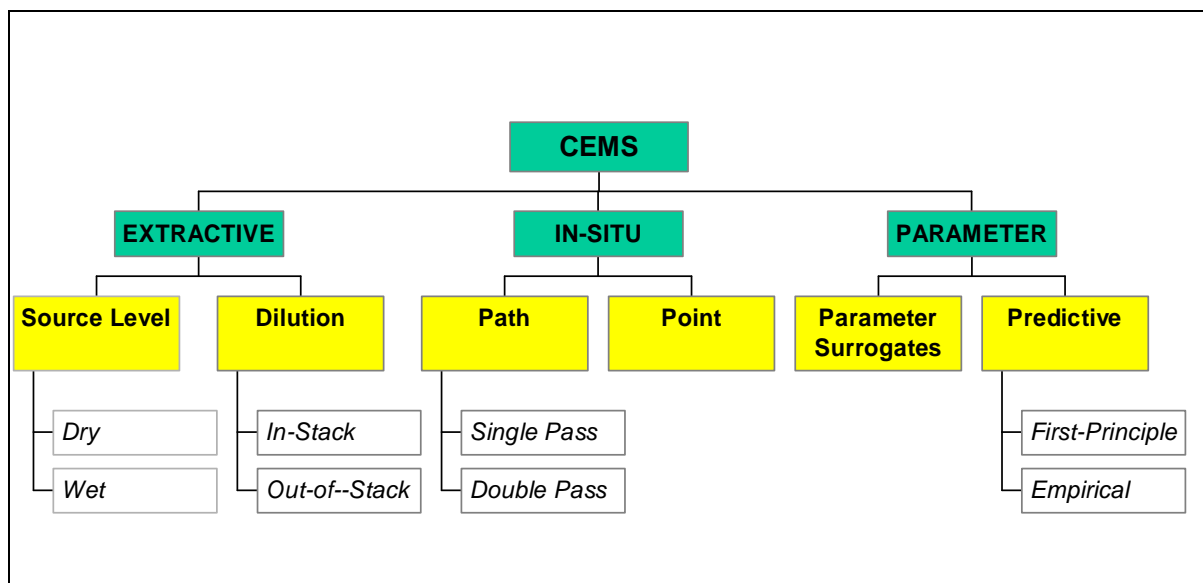 CEMS
EXTRACTIVE
IN-SITU
PARAMETER
Source Level
Dilution
Path
Point
Parameter
Surrogates
Predictive
Dry
Wet
In-Stack
Out-of--Stack
Single Pass
Double Pass
First-Principle
Empirical